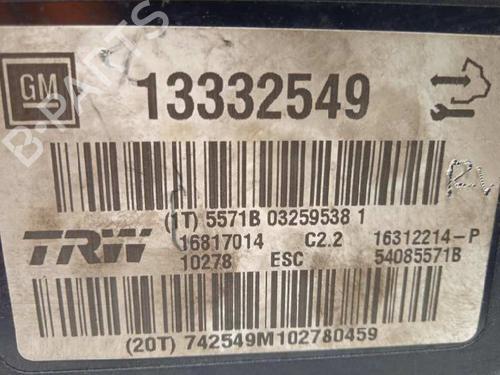 GM 13332549
B-PARTS
(1T) 5571B 03259538 1
TRW 16817014 C2.2 16312214-P
10278 ESC 54085571B
(20T) 742549M102780459